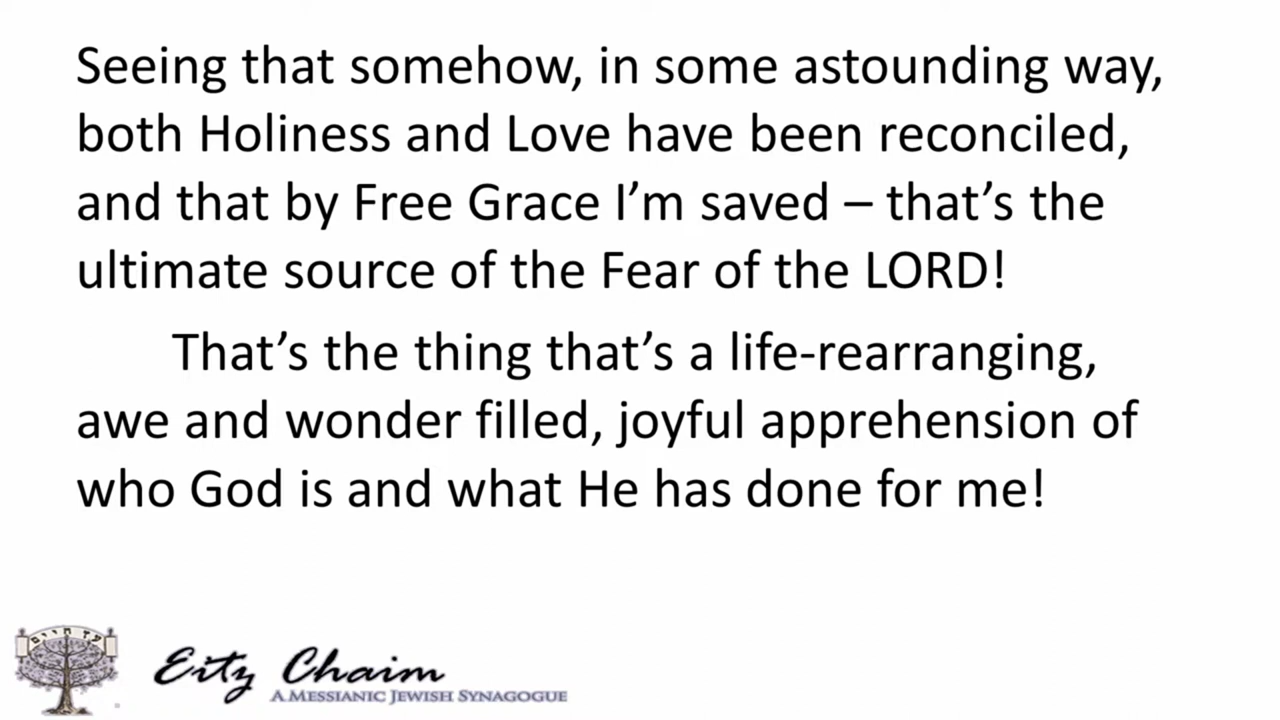 Seeing that somehow, in some astounding way,
both Holiness and Love have been reconciled,
and that by Free Grace I’m saved – that’s the
ultimate source of the Fear of the LORD!
That’s the thing that’s a life-rearranging,
awe and wonder filled, joyful apprehension of
who God is and what He has done for me!
עץ חיים
Eitz Chaim
A MESSIANIC JEWISH SYNAGOGUE